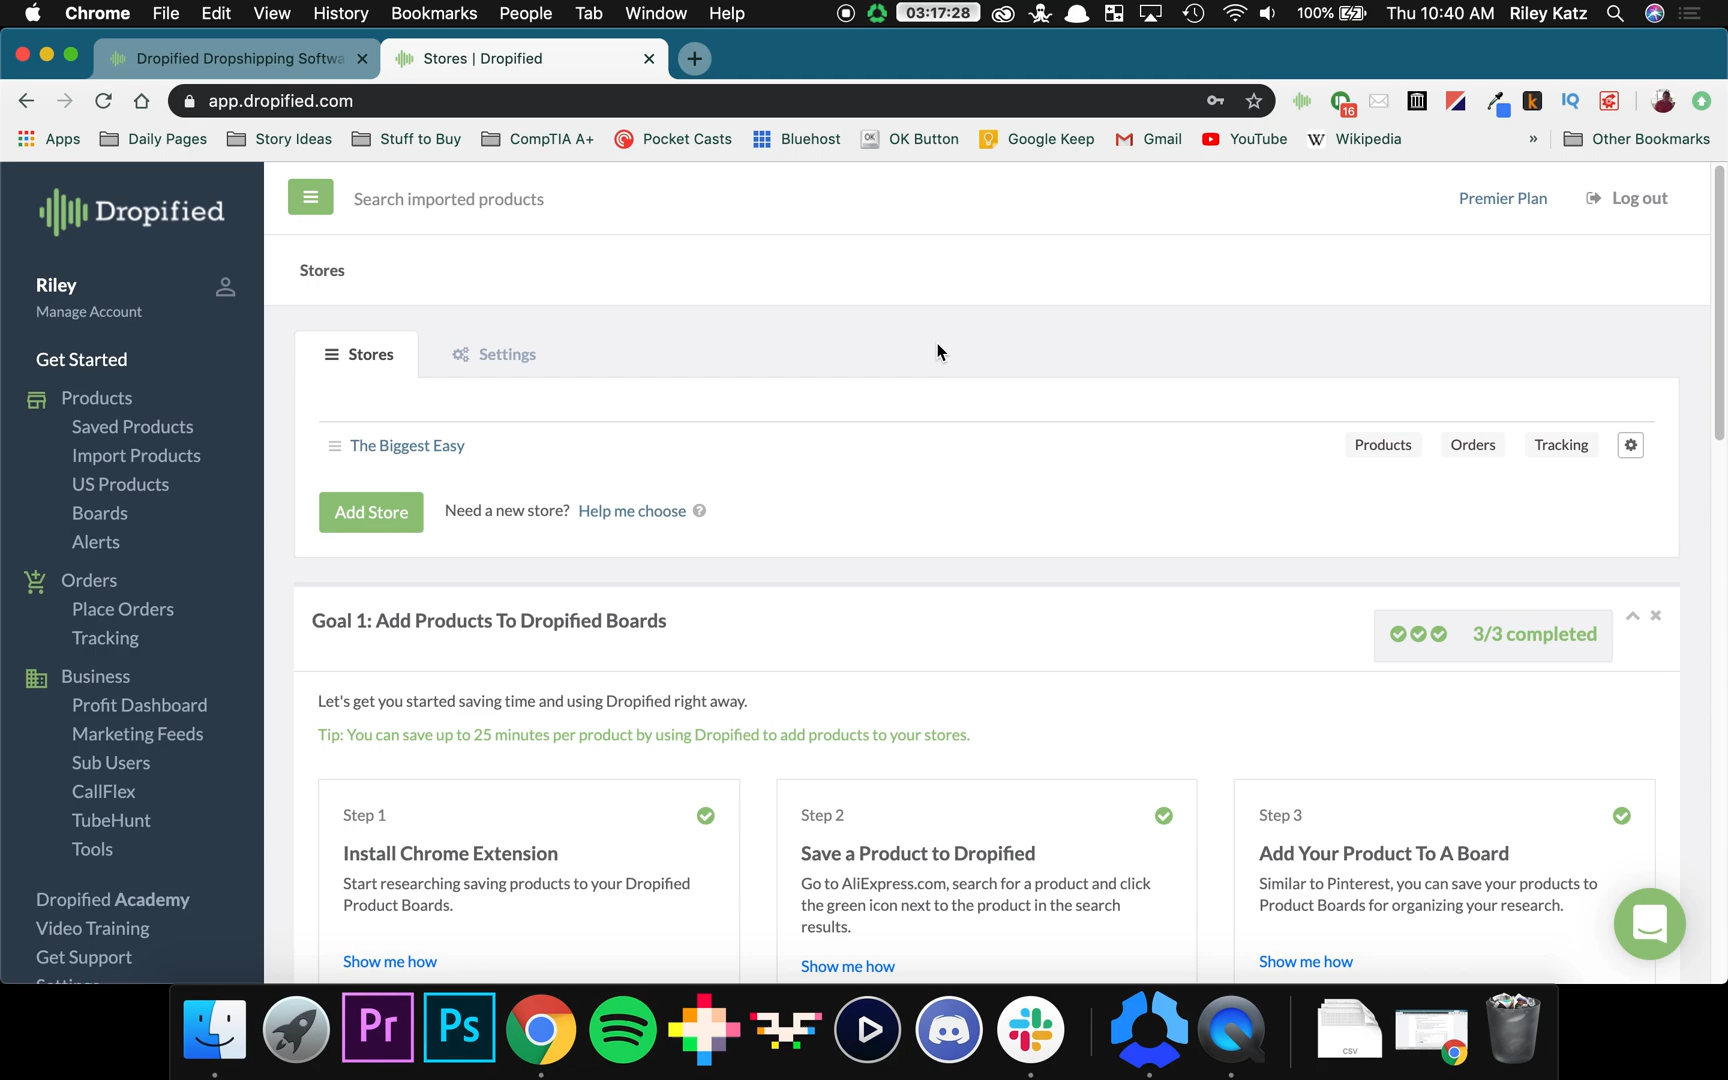 Chrome File Edit View History Bookmarks People Tab Window Help 03:17:28 100% Thu 10:40 AM Riley Katz
Dropified Dropshipping Softwa Stores | Dropified
app.dropified.com 16
Apps Daily Pages Story Ideas Stuff to Buy CompTIA A+ Pocket Casts Bluehost OK OK Button Google Keep Gmail YouTube W Wikipedia » Other Bookmarks
k IQ
Dropified
Search imported products Premier Plan Log out
Stores
Riley
Manage Account
Get Started
Products
Saved Products
Import Products
US Products
Boards
Alerts
Orders
Place Orders
Tracking
Business
Profit Dashboard
Marketing Feeds
Sub Users
CallFlex
TubeHunt
Tools
Dropified Academy
Video Training
Get Support
Stores Settings
The Biggest Easy Products Orders Tracking
Add Store Need a new store? Help me choose ?
Goal 1: Add Products To Dropified Boards
3/3 completed
Let's get you started saving time and using Dropified right away.
Tip: You can save up to 25 minutes per product by using Dropified to add products to your stores.
Step 1
Install Chrome Extension
Start researching saving products to your Dropified
Product Boards.
Show me how
Step 2
Save a Product to Dropified
Go to AliExpress.com, search for a product and click
the green icon next to the product in the search
results.
Show me how
Step 3
Add Your Product To A Board
Similar to Pinterest, you can save your products to
Product Boards for organizing your research.
Show me how
Pr Ps CSV